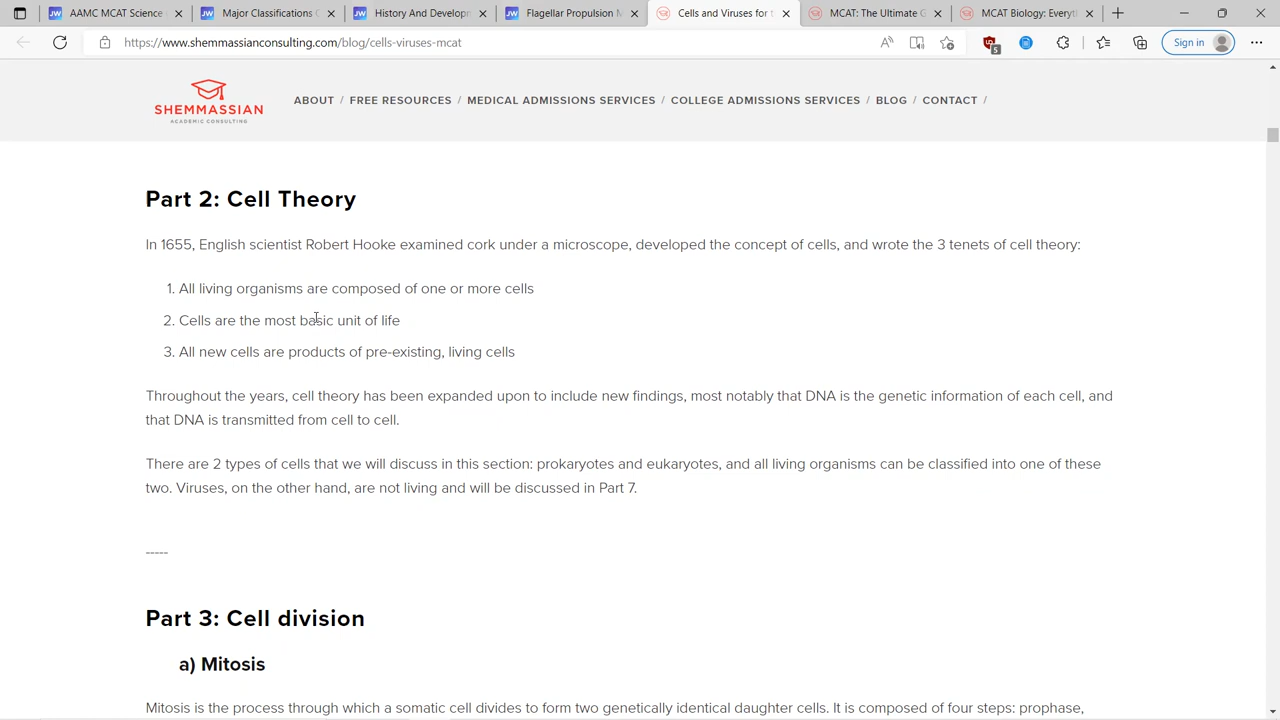 AAMC MCAT Science
Major Classifications
History And Develop
Flagellar Propulsion M
Cells and Viruses for t
MCAT: The Ultimate G
MCAT Biology: Everyt
https://www.shemmassianconsulting.com/blog/cells-viruses-mcat
5
Sign in
SHEMMASSIAN
ACADEMIC CONSULTING
ABOUT / FREE RESOURCES / MEDICAL ADMISSIONS SERVICES / COLLEGE ADMISSIONS SERVICES / BLOG / CONTACT /
Part 2: Cell Theory
In 1655, English scientist Robert Hooke examined cork under a microscope, developed the concept of cells, and wrote the 3 tenets of cell theory:
1. All living organisms are composed of one or more cells
2. Cells are the most basic unit of life
3. All new cells are products of pre-existing, living cells
Throughout the years, cell theory has been expanded upon to include new findings, most notably that DNA is the genetic information of each cell, and
that DNA is transmitted from cell to cell.
There are 2 types of cells that we will discuss in this section: prokaryotes and eukaryotes, and all living organisms can be classified into one of these
two. Viruses, on the other hand, are not living and will be discussed in Part 7.
-----
Part 3: Cell division
a) Mitosis
Mitosis is the process through which a somatic cell divides to form two genetically identical daughter cells. It is composed of four steps: prophase,